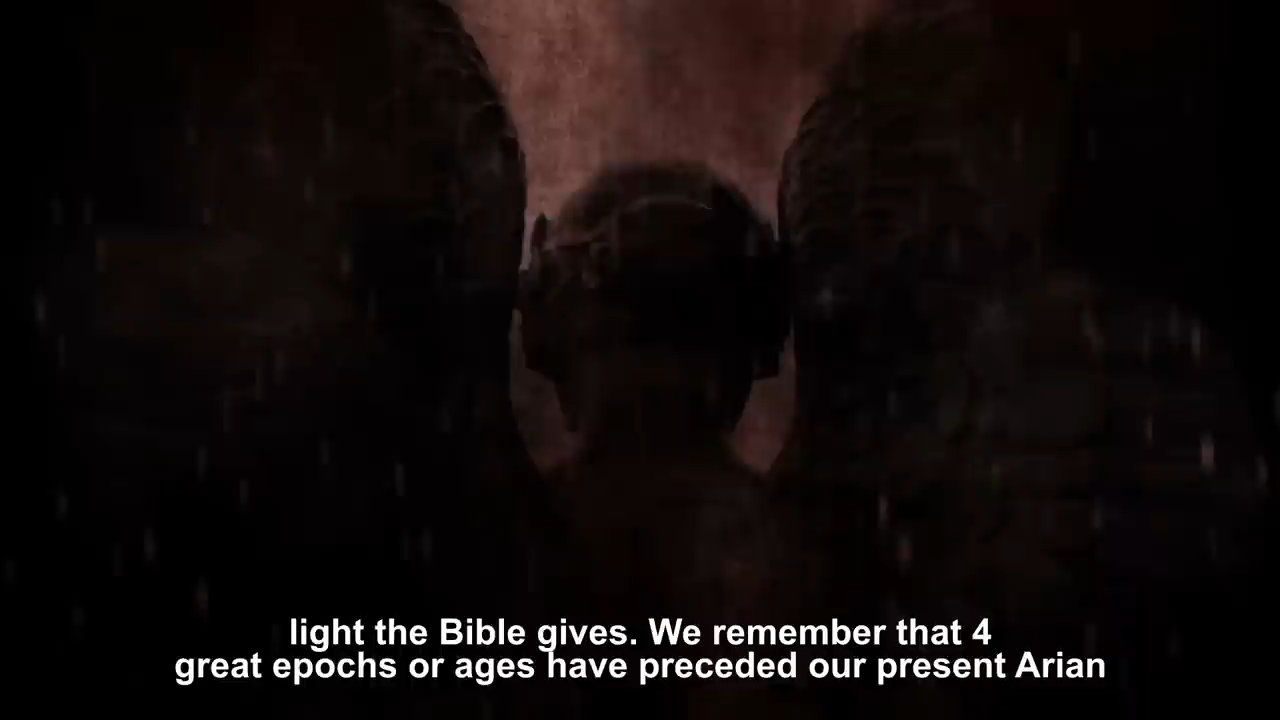 light the Bible gives. We remember that 4
great epochs or ages have preceded our present Arian